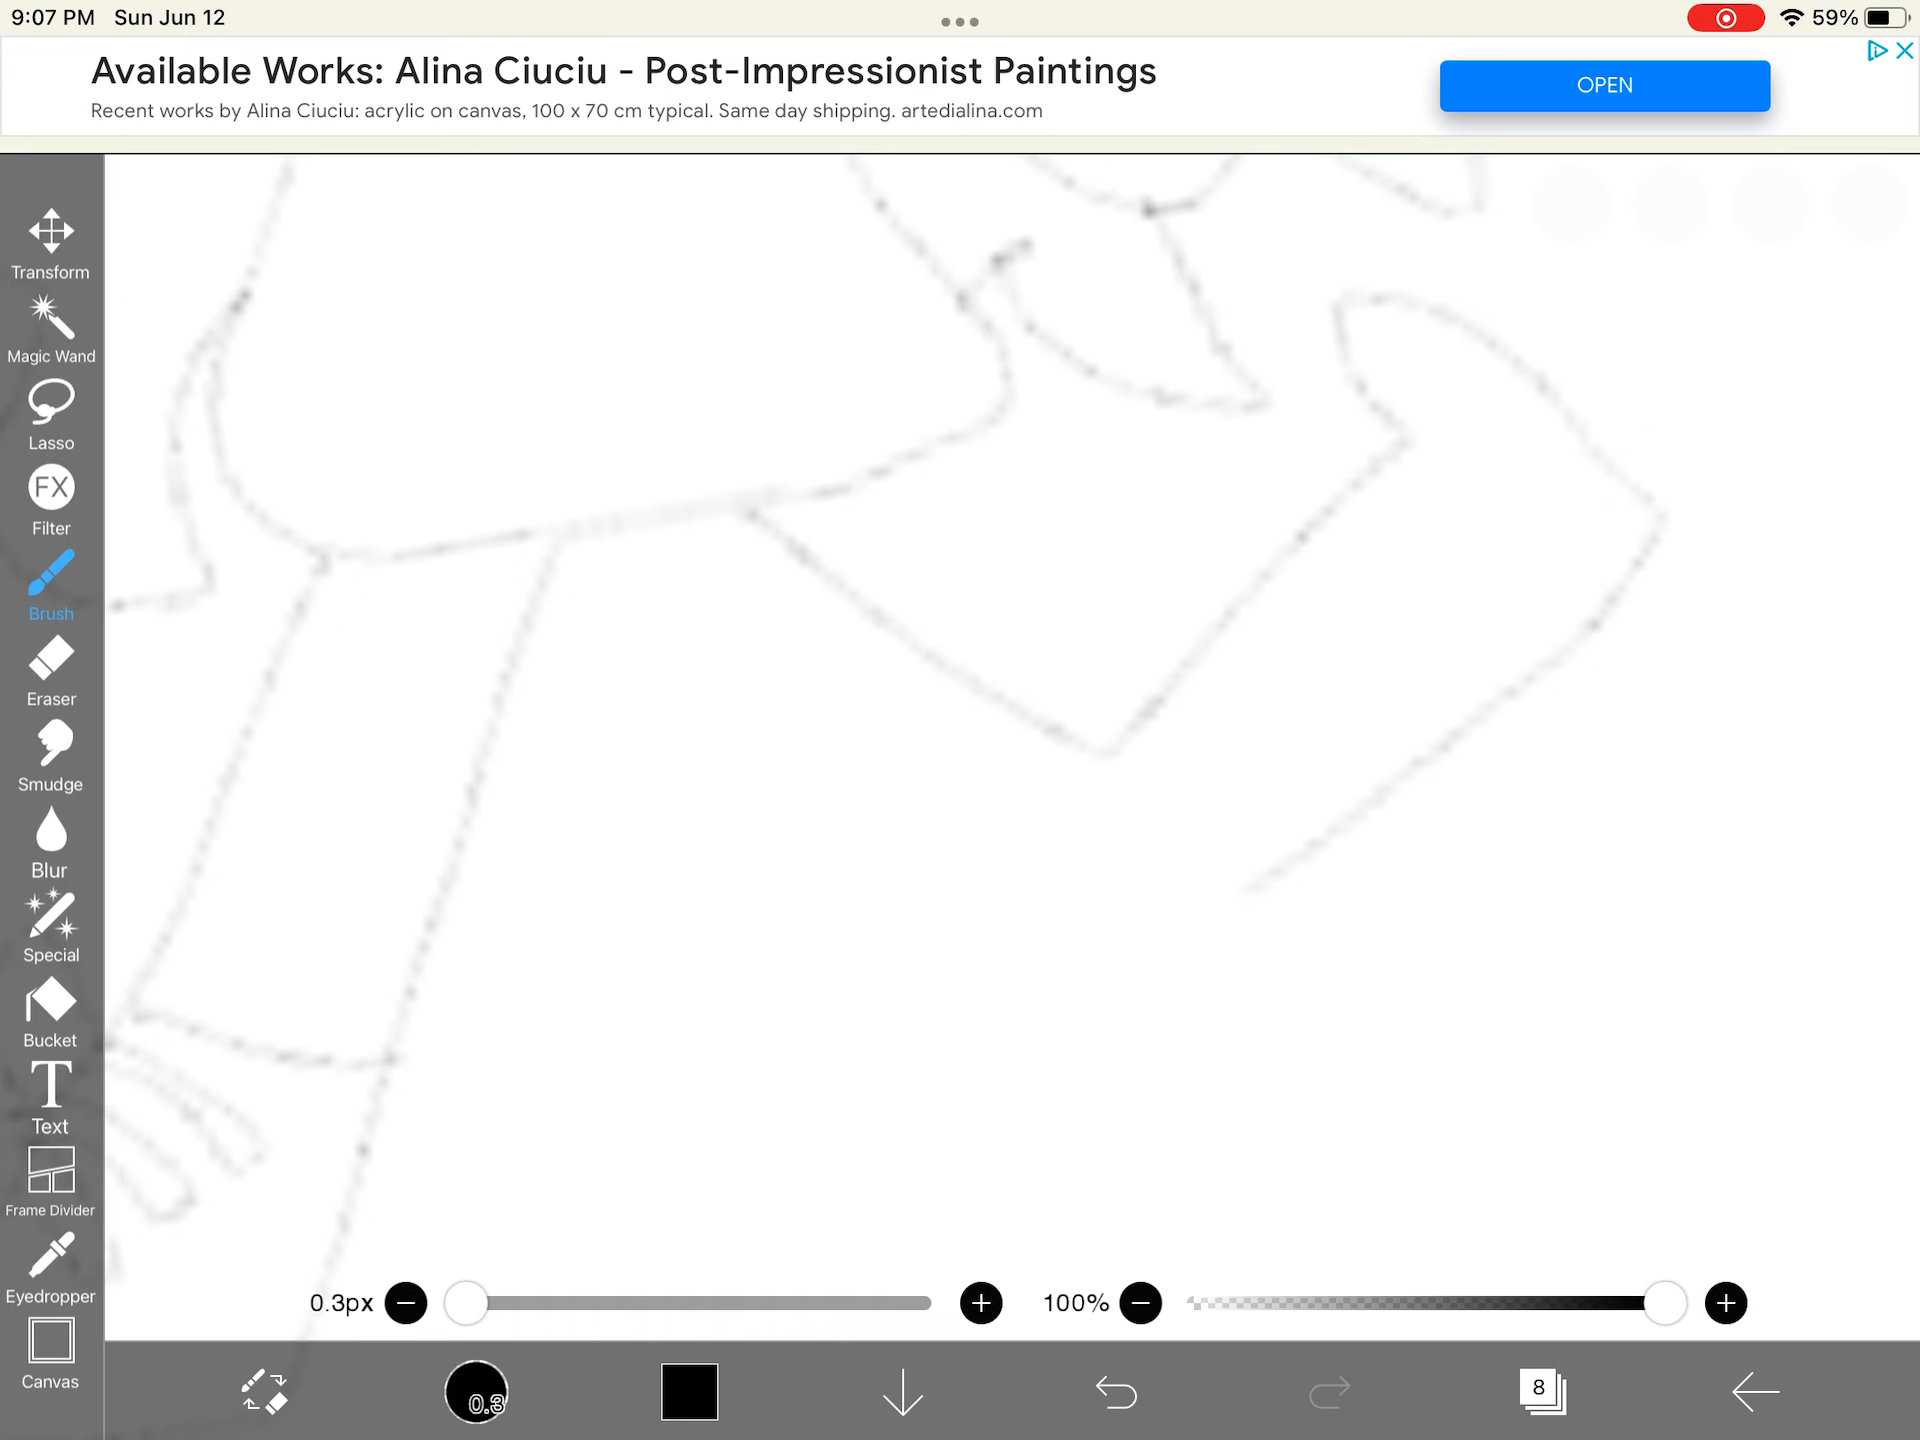 9:07 PM Sun Jun 12
59%
Available Works: Alina Ciuciu - Post-Impressionist Paintings
Recent works by Alina Ciuciu: acrylic on canvas, 100 x 70 cm typical. Same day shipping. artedialina.com
OPEN
Transform
Magic Wand
Lasso
FX
Filter
Brush
Eraser
Smudge
Blur
Special
Bucket
T
Text
Frame Divider
Eyedropper
Canvas
0.3px
100%
0.3
8